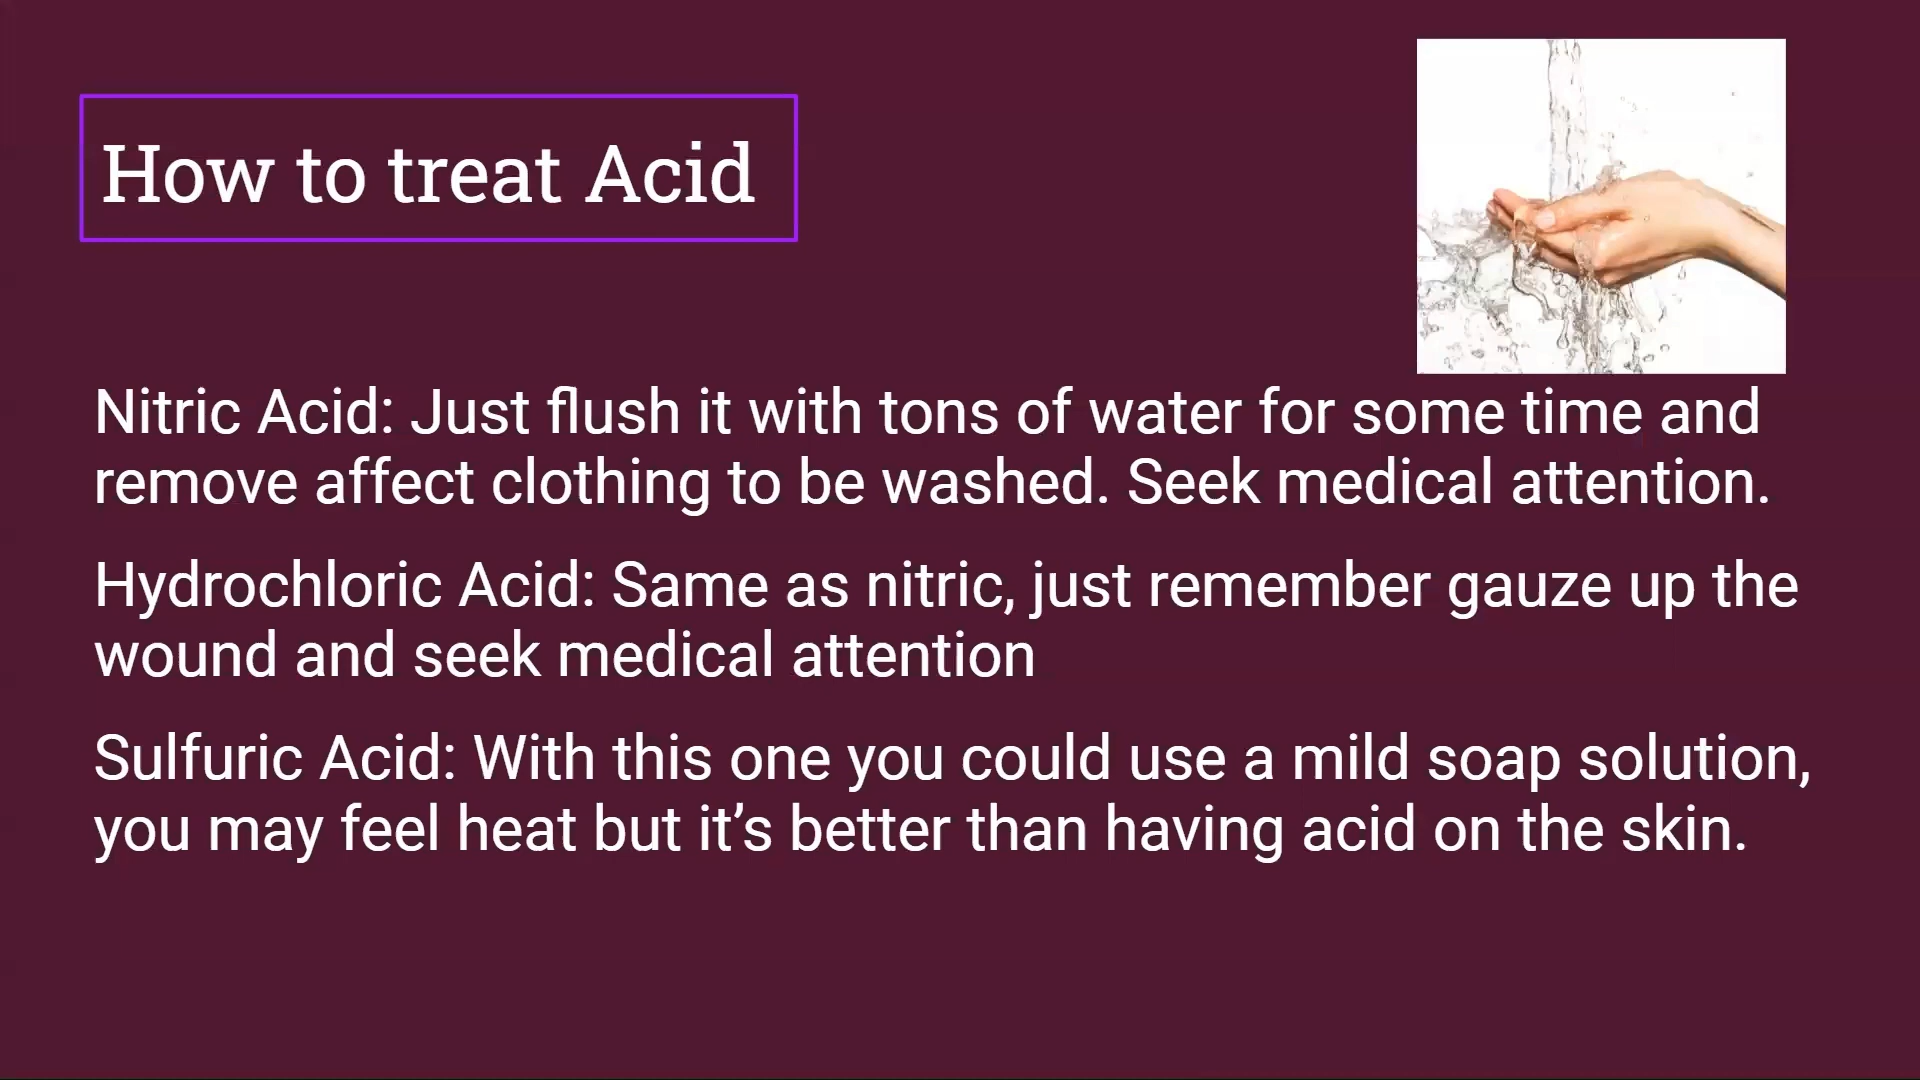 How to treat Acid
Nitric Acid: Just flush it with tons of water for some time and
remove affect clothing to be washed. Seek medical attention.
Hydrochloric Acid: Same as nitric, just remember gauze up the
wound and seek medical attention
Sulfuric Acid: With this one you could use a mild soap solution,
you may feel heat but it’s better than having acid on the skin.